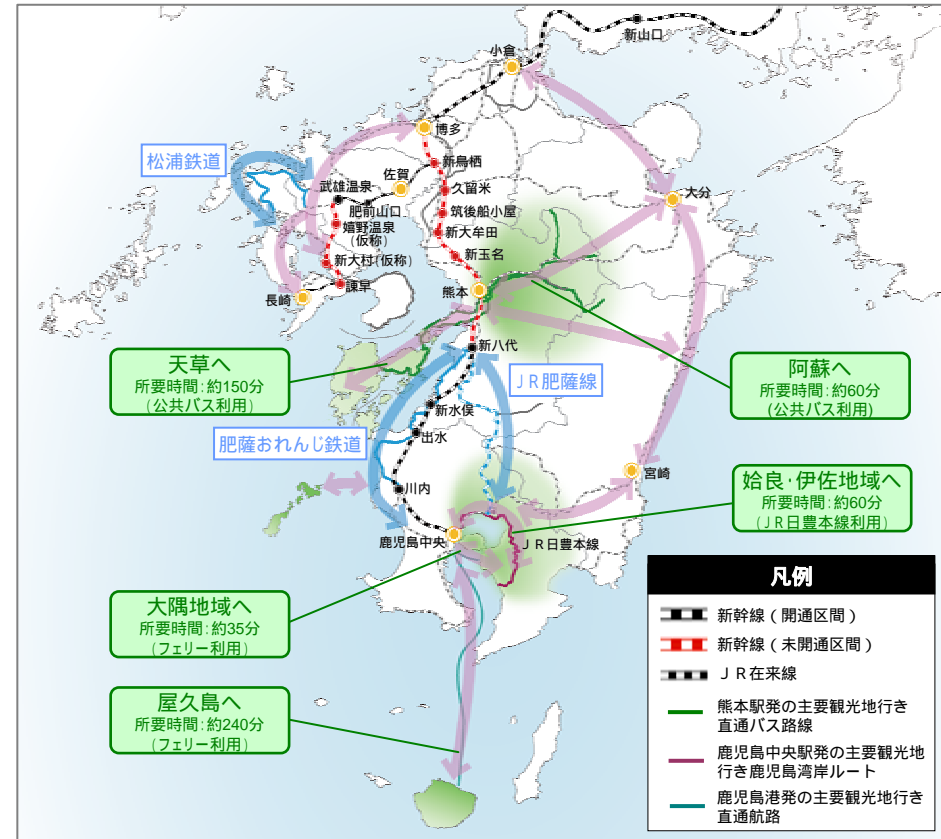 新山口
小倉
博多
松浦鉄道
新鳥栖
佐賀
武雄温泉
久留米
大分
肥前山口
筑後船小屋
嬉野温泉
(仮称)
新大牟田
新大村(仮称)
新玉名
諫早
熊本
長崎
新八代
天草へ
所要時間:約150分
(公共バス利用)
JR肥薩線
阿蘇へ
所要時間:約60分
(公共バス利用)
新水俣
肥薩おれんじ鉄道
出水
宮崎
川内
姶良・伊佐地域へ
所要時間:約60分
(JR日豊本線利用)
鹿児島中央
JR日豊本線
大隅地域へ
所要時間:約35分
(フェリー利用)
屋久島へ
所要時間:約240分
(フェリー利用)
凡例
新幹線(開通区間)
新幹線(未開通区間)
JR在来線
熊本駅発の主要観光地行き
直通バス路線
鹿児島中央駅発の主要観光地
行き鹿児島湾岸ルート
鹿児島港発の主要観光地行き
直通航路